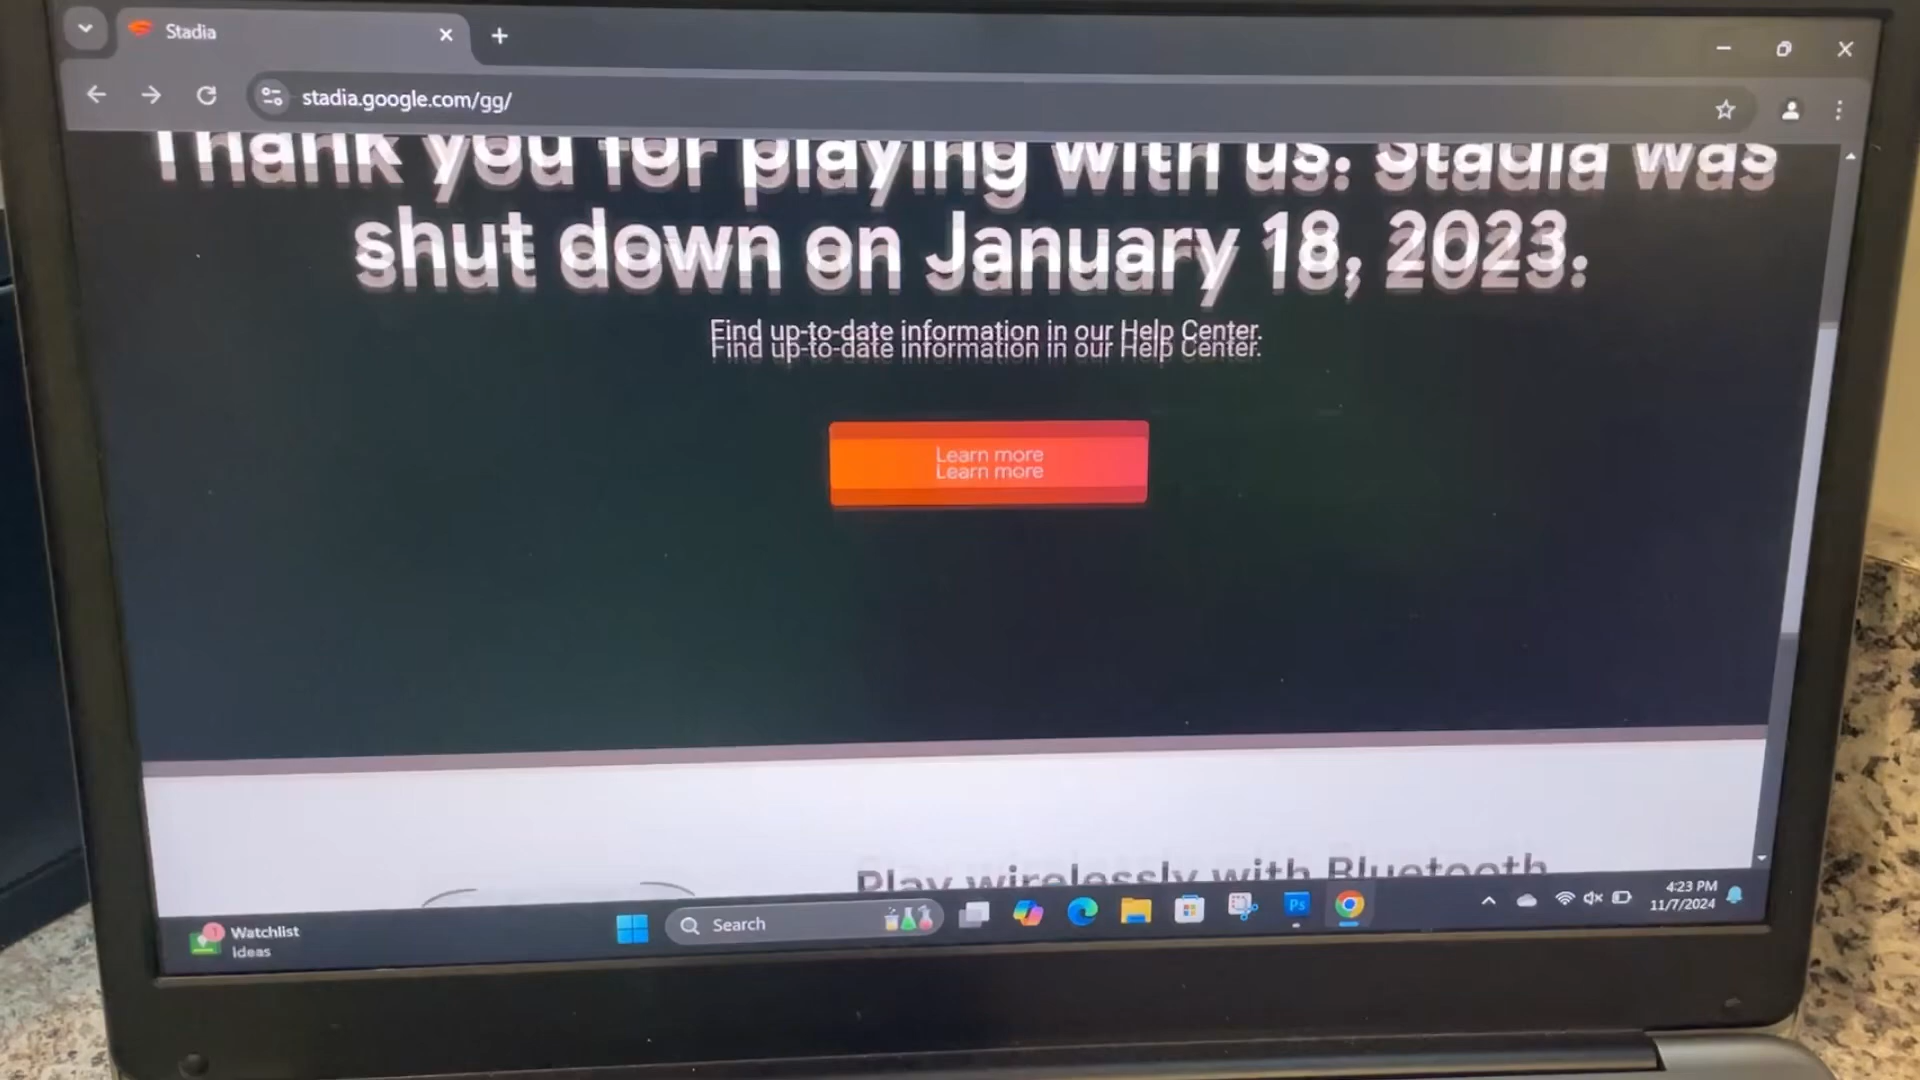 Stadia
stadia.google.com/gg/
Thank you for playing with us. Stadia was
shut down on January 18, 2023.
Find up-to-date information in our Help Center.
Learn more
Play wirelessly with Bluetooth
Watchlist
Ideas
1
Search
Ps
4:23 PM
11/7/2024